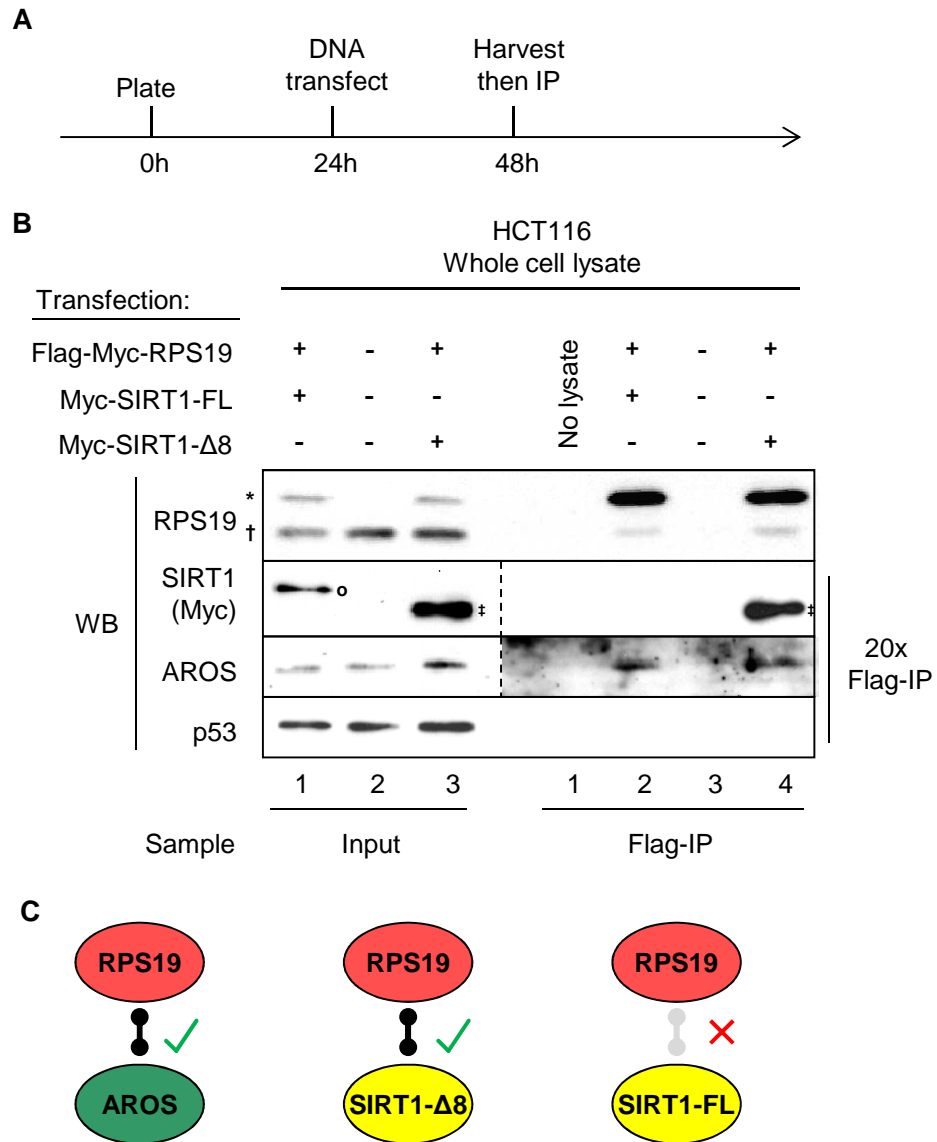 A
Plate
DNA
transfect
Harvest
then IP
0h
24h
48h
B
HCT116
Whole cell lysate
Transfection:
Flag-Myc-RPS19 + - + No lysate + - +
Myc-SIRT1-FL + - - + - -
Myc-SIRT1-Δ8 - - + - - +
WB
RPS19
*
†
SIRT1
(Myc)
o
‡
‡
AROS
p53
20x
Flag-IP
1 2 3 1 2 3 4
Sample Input Flag-IP
C
RPS19 RPS19 RPS19
AROS SIRT1-Δ8 SIRT1-FL